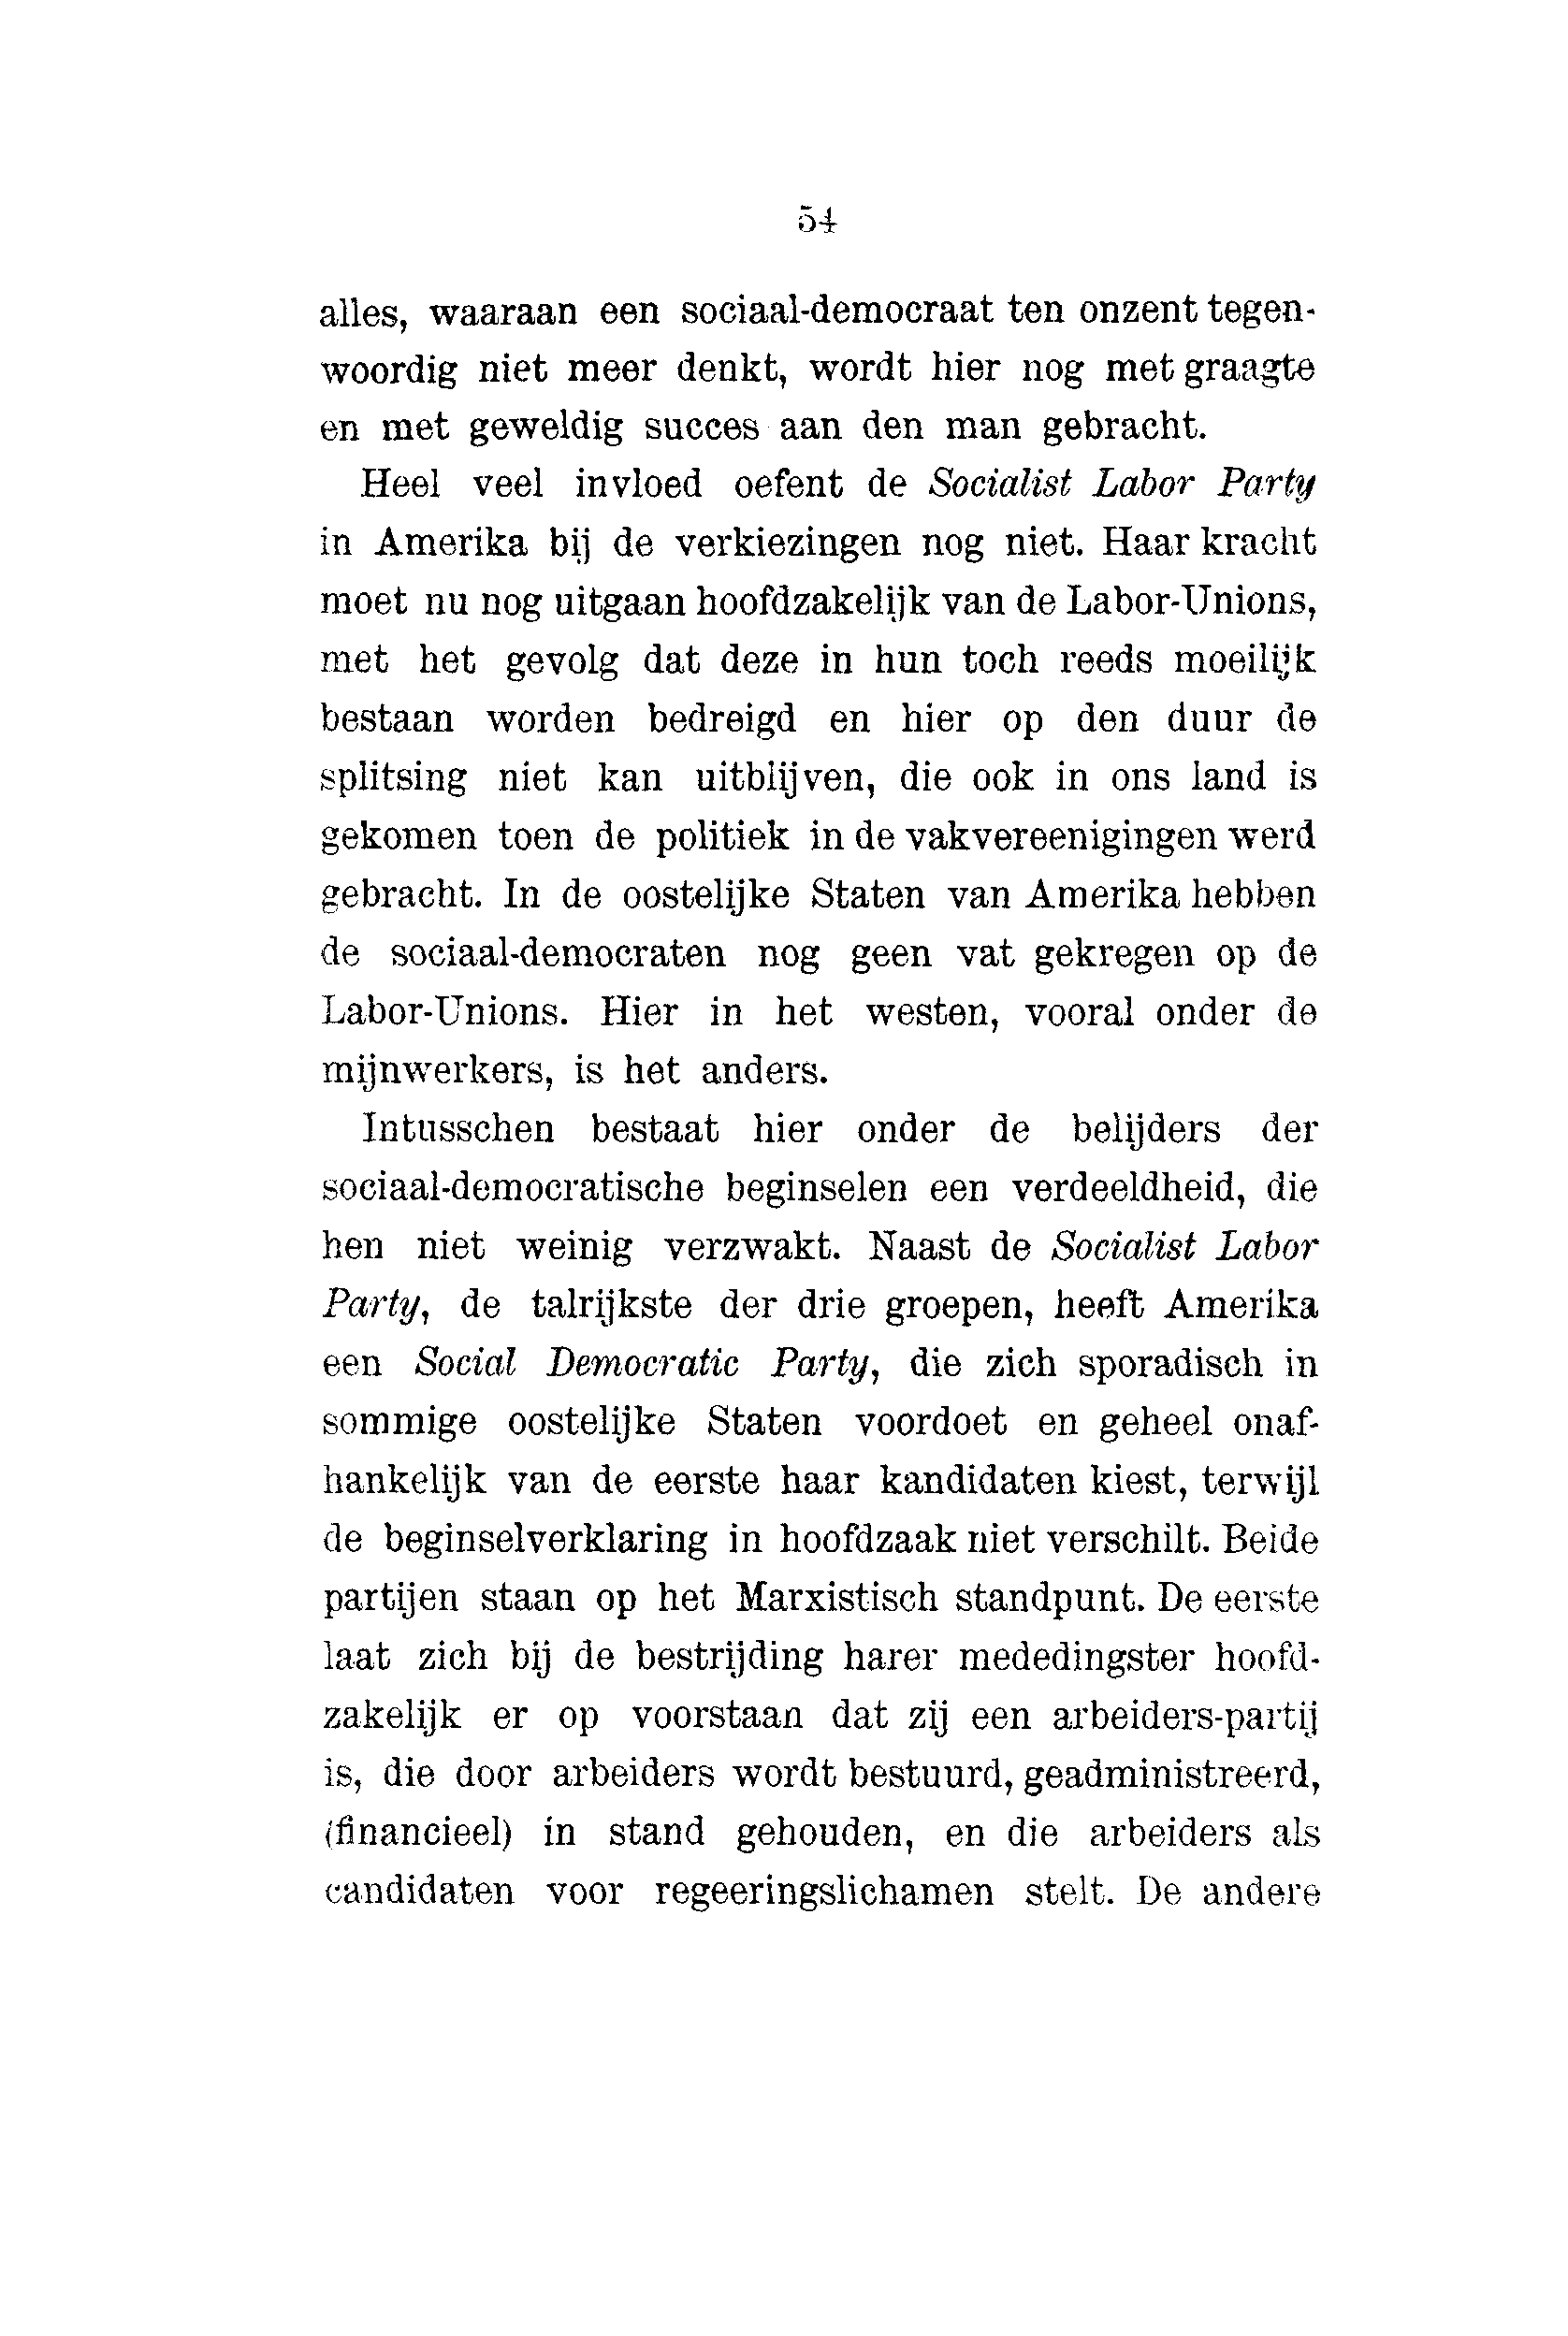 54
alles, waaraan een sociaal-democraat ten onzent tegen-
woordig niet meer denkt, wordt hier nog met graagte
en met geweldig succes aan den man gebracht.
Heel veel invloed oefent de Socialist Labor Party
in Amerika bij de verkiezingen nog niet. Haar kracht
moet nu nog uitgaan hoofdzakelijk van de Labor-Unions,
met het gevolg dat deze in hun toch reeds moeilijk
bestaan worden bedreigd en hier op den duur de
splitsing niet kan uitblijven, die ook in ons land is
gekomen toen de politiek in de vakvereenigingen werd
gebracht. In de oostelijke Staten van Amerika hebben
de sociaal-democraten nog geen vat gekregen op de
Labor-Unions. Hier in het westen, vooral onder de
mijnwerkers, is het anders.
Intusschen bestaat hier onder de belijders der
sociaal-democratische beginselen een verdeeldheid, die
hen niet weinig verzwakt. Naast de Socialist Labor
Party, de talrijkste der drie groepen, heeft Amerika
een Social Democratic Party, die zich sporadisch in
sommige oostelijke Staten voordoet en geheel onaf-
hankelijk van de eerste haar kandidaten kiest, terwijl
de beginselverklaring in hoofdzaak niet verschilt. Beide
partijen staan op het Marxistisch standpunt. De eerste
laat zich bij de bestrijding harer mededingster hoofd-
zakelijk er op voorstaan dat zij een arbeiders-partij
is, die door arbeiders wordt bestuurd, geadministreerd,
(financieel) in stand gehouden, en die arbeiders als
candidaten voor regeeringslichamen stelt. De andere